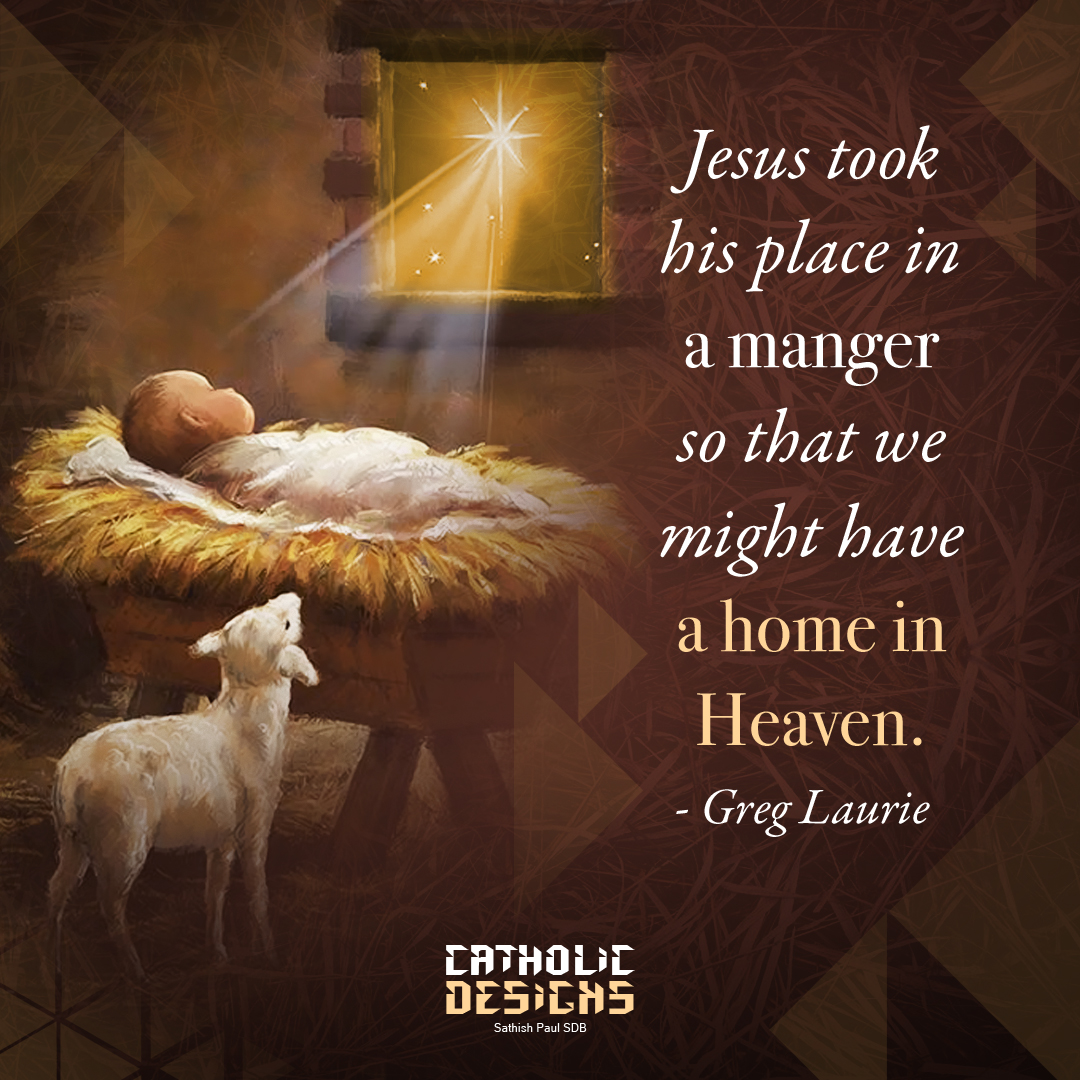 Jesus took
his place in
a manger
so that we
might have
a home in
Heaven.
- Greg Laurie
CATHOLIC
DESIGNS
Sathish Paul SDB